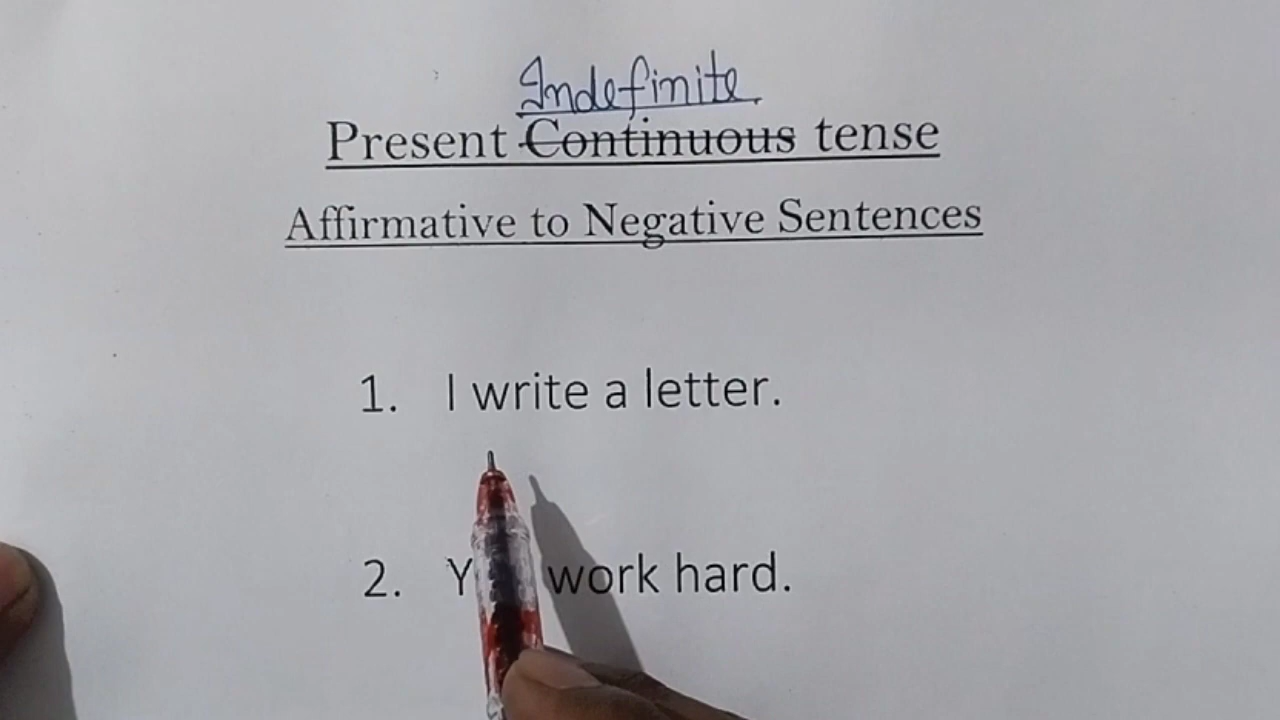 Indefinite
Present Continuous tense
Affirmative to Negative Sentences
1. I write a letter.
2. work hard.